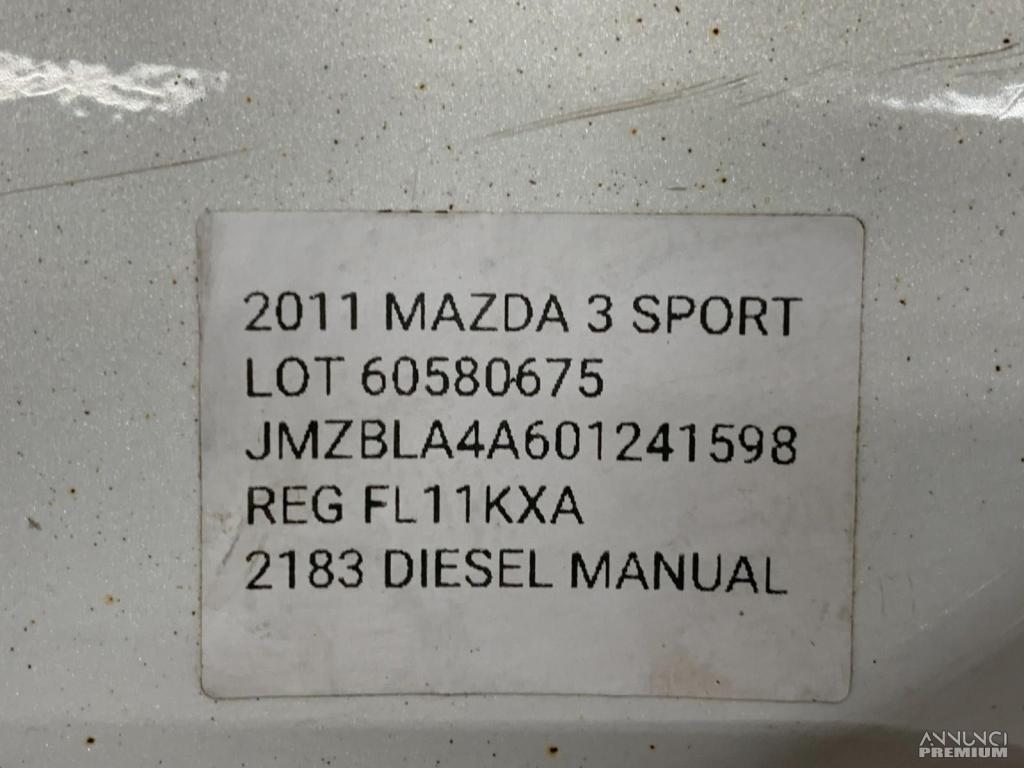 2011 MAZDA 3 SPORT
LOT 60580675
JMZBLA4A601241598
REG FL11KXA
2183 DIESEL MANUAL
ANNUNCI
PREMIUM